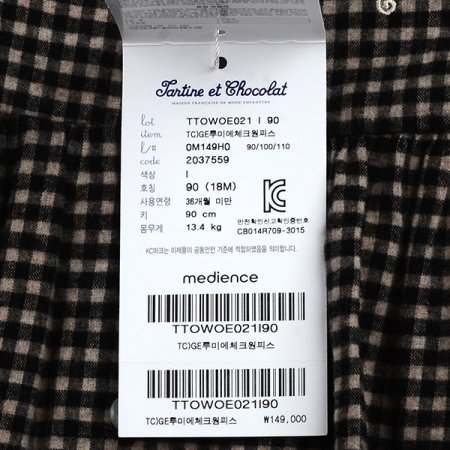 Tartine et Chocolat
MAISON FRANÇAISE DE MODE ENFANTINE
lot TTOWOE021 I 90
item TC)GE루미에체크원피스
l/# 0M149H0 90/100/110
code 2037559
색상 I
호칭 90 (18M)
사용연령 36개월 미만
키 90 cm
몸무게 13.4 kg
안전확인신고확인증번호
CB014R709-3015
KC마크는 이제품이 공통안전 기준에 적합하였음을 의미합니다.
medience
TTOWOE021I90
TC)GE루미에체크원피스
TTOWOE021I90
TC)GE루미에체크원피스 ₩149,000